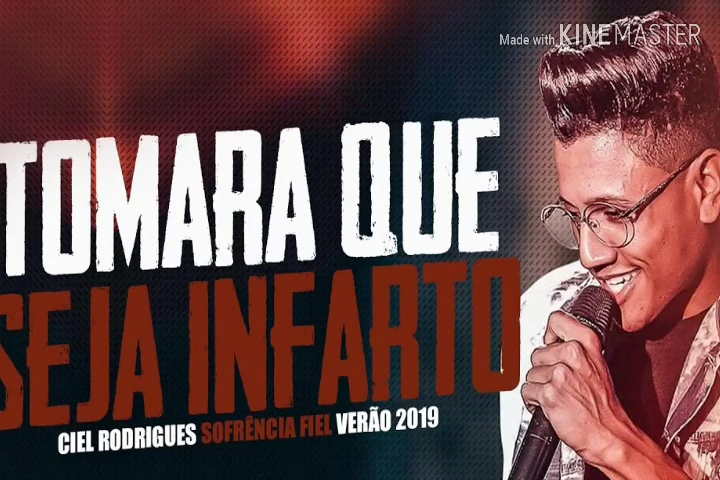 Made with KINEMASTER
TOMARA QUE
SEJA INFARTO
CIEL RODRIGUES SOFRÊNCIA FIEL VERÃO 2019